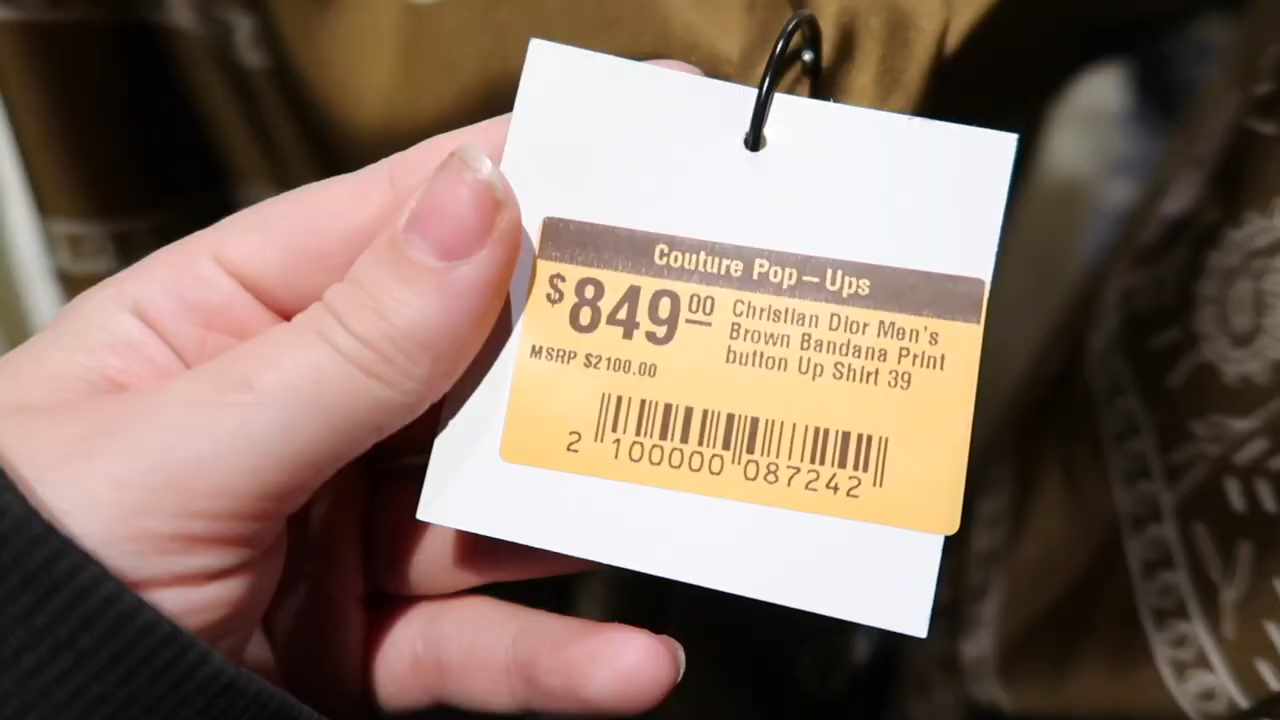 Couture Pop – Ups
$849.00
MSRP $2100.00
Christian Dior Men's
Brown Bandana Print
button Up Shirt 39
2 100000 087242